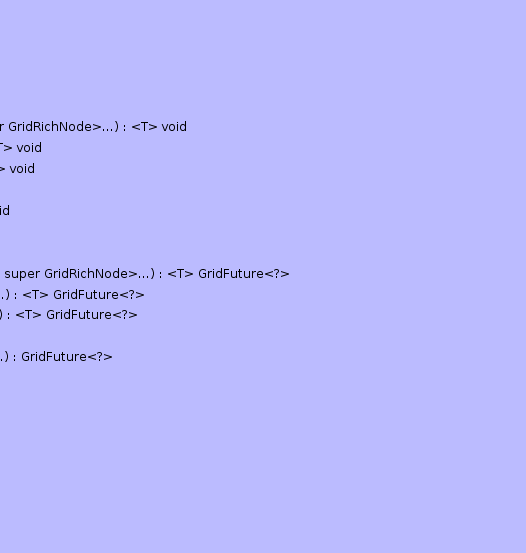 r GridRichNode>...) : <T> void
T> void
> void
id
super GridRichNode>...) : <T> GridFuture<?>
..) : <T> GridFuture<?>
) : <T> GridFuture<?>
..) : GridFuture<?>